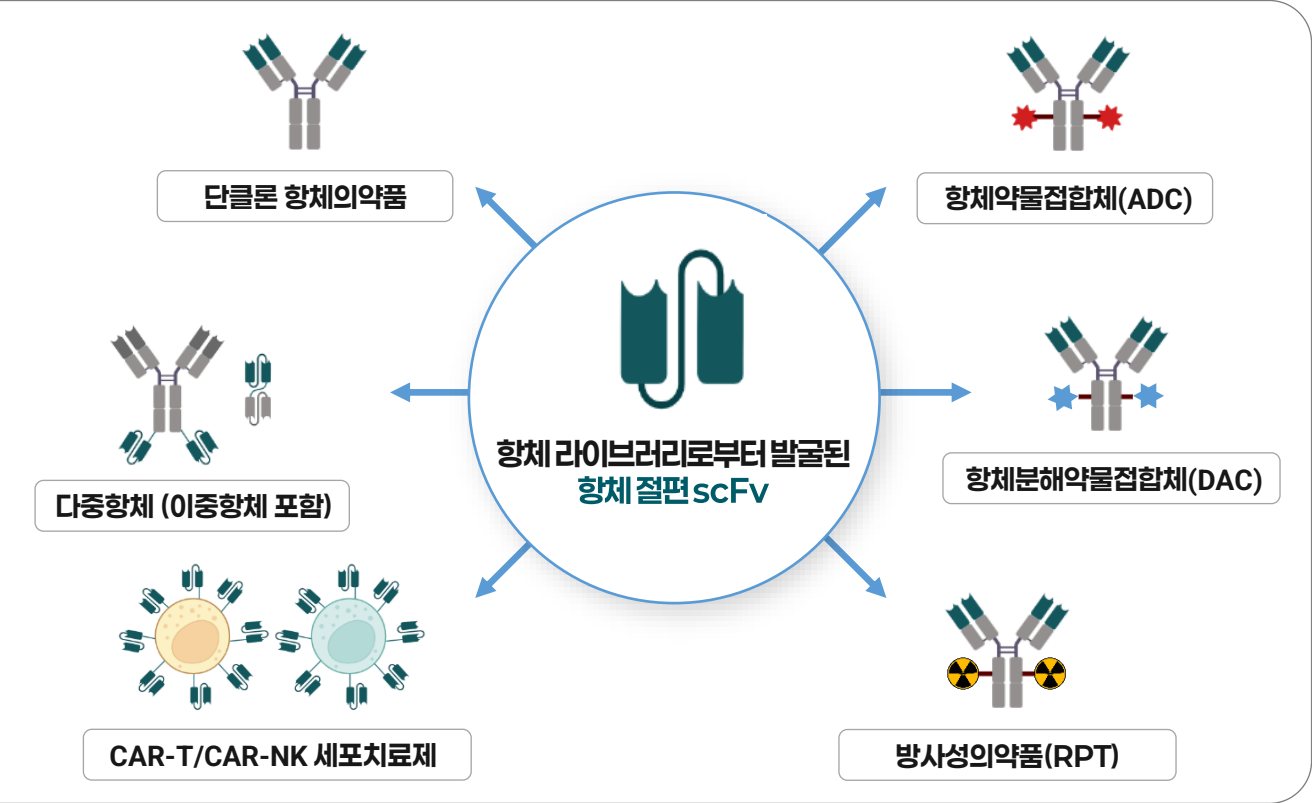 단클론 항체의약품
항체약물접합체(ADC)
항체 라이브러리로부터 발굴된
항체 절편 scFv
다중항체 (이중항체 포함)
항체분해약물접합체(DAC)
CAR-T/CAR-NK 세포치료제
방사성의약품(RPT)